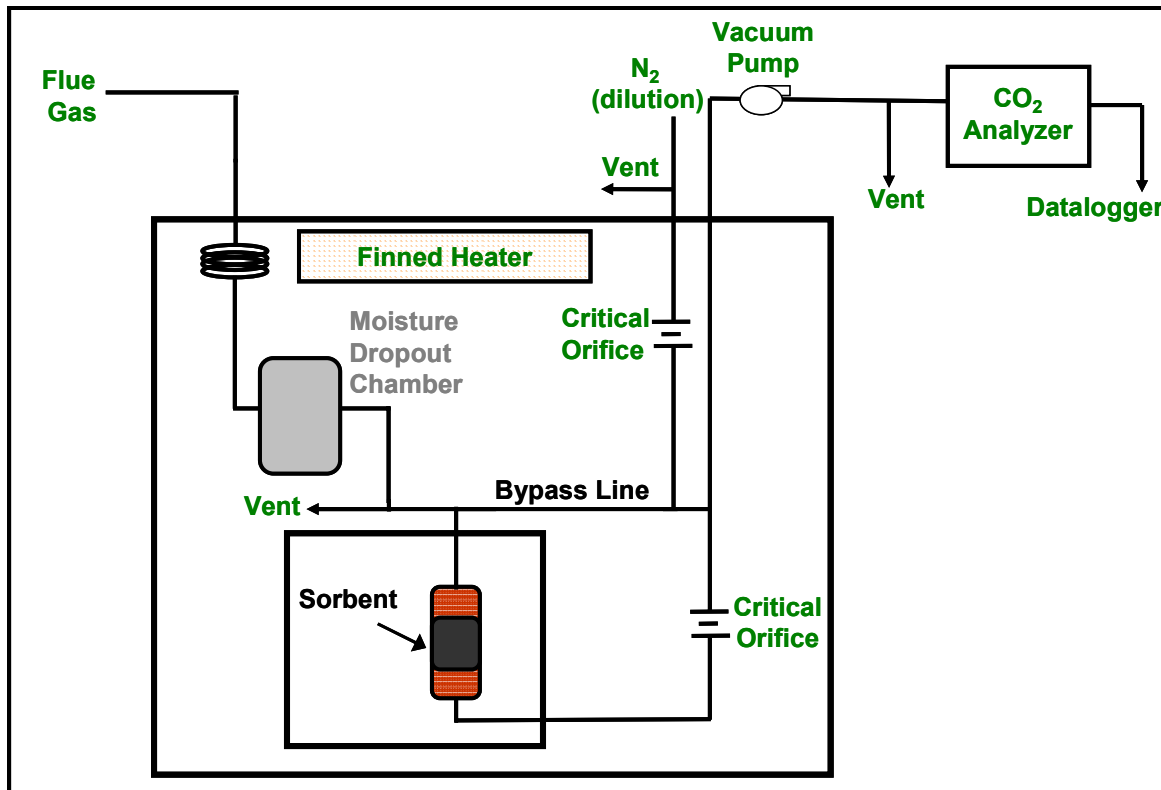 Flue
Gas
N₂
(dilution)
Vacuum
Pump
CO₂
Analyzer
Vent
Vent
Datalogger
Finned Heater
Moisture
Dropout
Chamber
Critical
Orifice
Bypass Line
Vent
Sorbent
Critical
Orifice